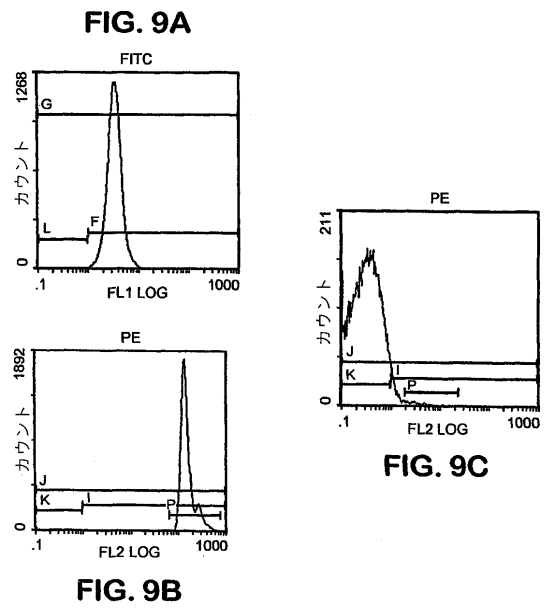 FIG. 9A
FITC
1268
G
カウント
L
F
0
.1
1000
FL1 LOG
PE
1892
カウント
J
K
I
P
0
.1
1000
FL2 LOG
FIG. 9B
PE
211
カウント
J
I
K
P
0
.1
1000
FL2 LOG
FIG. 9C